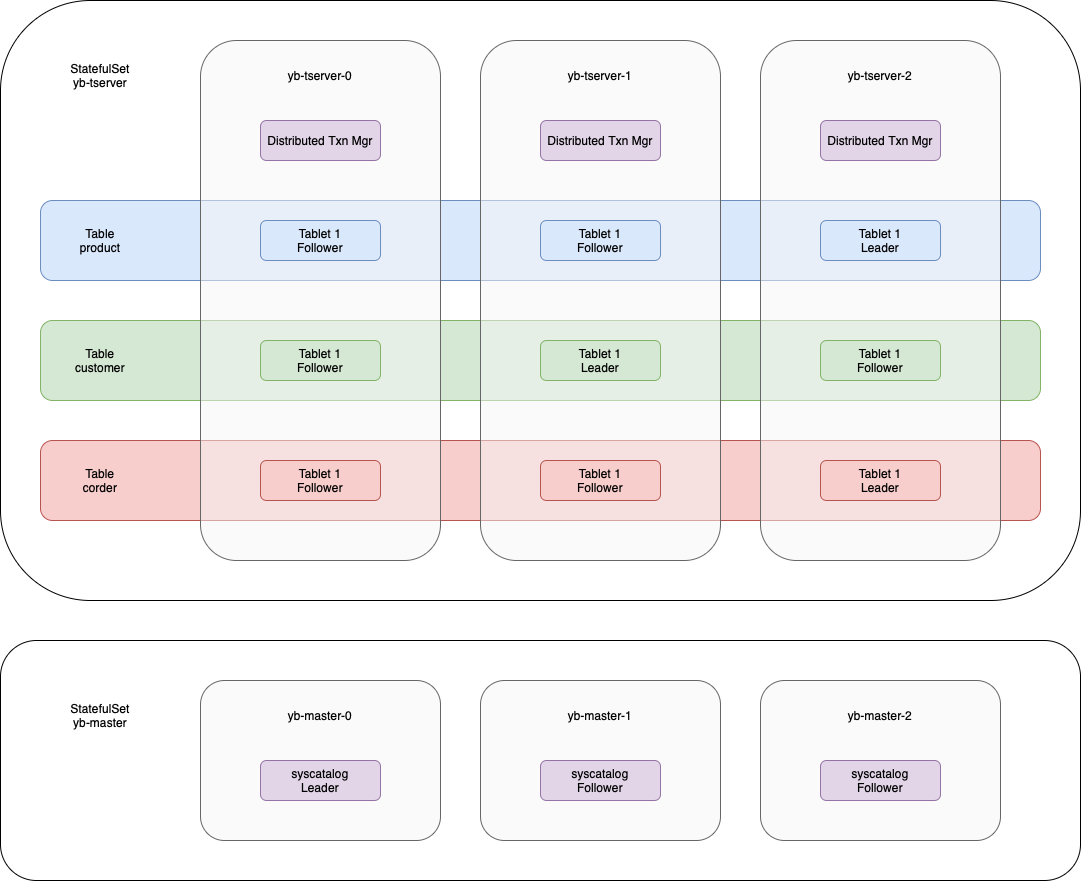 StatefulSet
yb-tserver
yb-tserver-0
yb-tserver-1
yb-tserver-2
Distributed Txn Mgr
Distributed Txn Mgr
Distributed Txn Mgr
Table
product
Tablet 1
Follower
Tablet 1
Follower
Tablet 1
Leader
Table
customer
Tablet 1
Follower
Tablet 1
Leader
Tablet 1
Follower
Table
corder
Tablet 1
Follower
Tablet 1
Follower
Tablet 1
Leader
StatefulSet
yb-master
yb-master-0
yb-master-1
yb-master-2
syscatalog
Leader
syscatalog
Follower
syscatalog
Follower